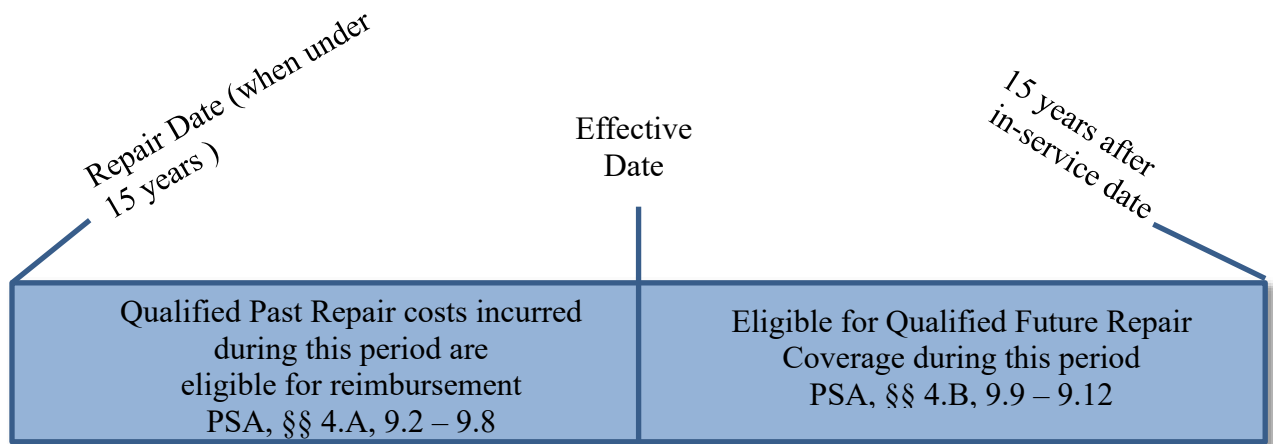 Repair Date (when under
15 years )
Effective
Date
15 years after
in-service date
Qualified Past Repair costs incurred
during this period are
eligible for reimbursement
PSA, §§ 4.A, 9.2 – 9.8
Eligible for Qualified Future Repair
Coverage during this period
PSA, §§ 4.B, 9.9 – 9.12